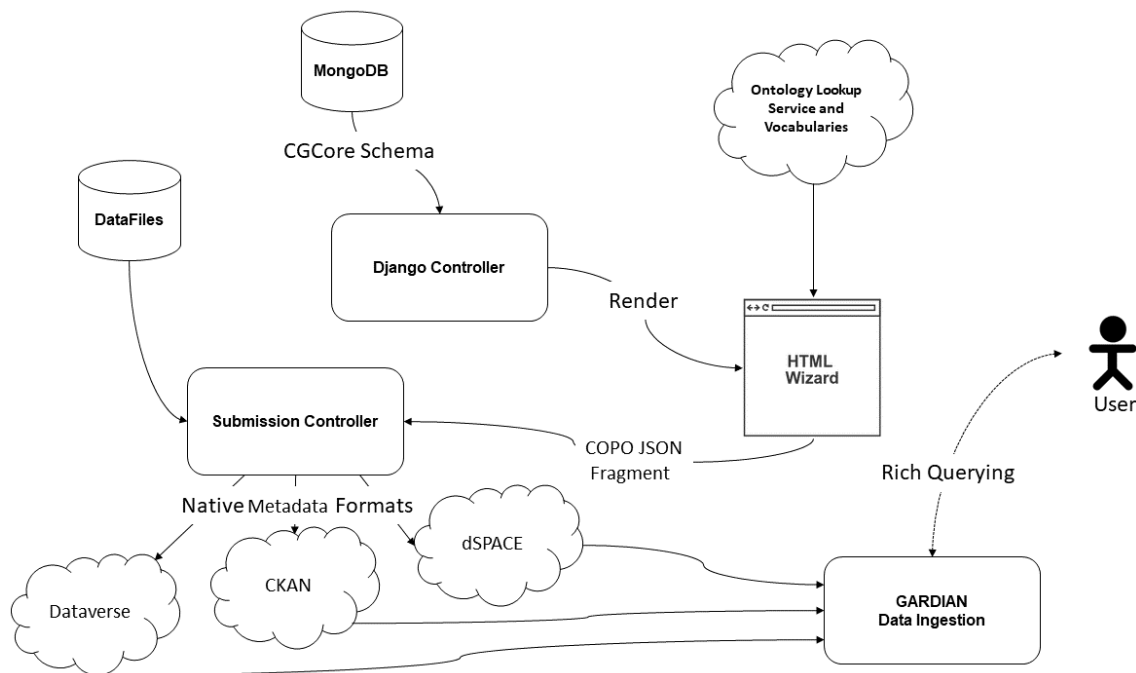 MongoDB
Ontology Lookup
Service and
Vocabularies
CGCore Schema
DataFiles
Django Controller
Render
HTML
Wizard
User
Submission Controller
COPO JSON
Fragment
Rich Querying
Native Metadata Formats
dSPACE
CKAN
Dataverse
GARDIAN
Data Ingestion